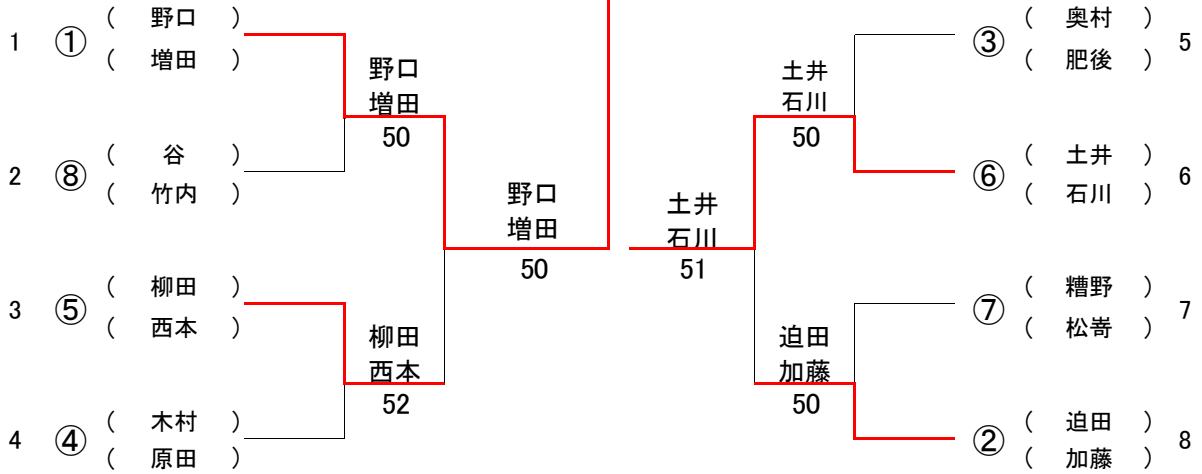 1 ① ( 野口 )
( 増田 )
野口
増田
50
2 ⑧ ( 谷 )
( 竹内 )
野口
増田
50
3 ⑤ ( 柳田 )
( 西本 )
柳田
西本
52
4 ④ ( 木村 )
( 原田 )
③ ( 奥村 ) 5
( 肥後 )
土井
石川
50
⑥ ( 土井 ) 6
( 石川 )
土井
石川
51
⑦ ( 糟野 ) 7
( 松嵜 )
迫田
加藤
50
② ( 迫田 ) 8
( 加藤 )